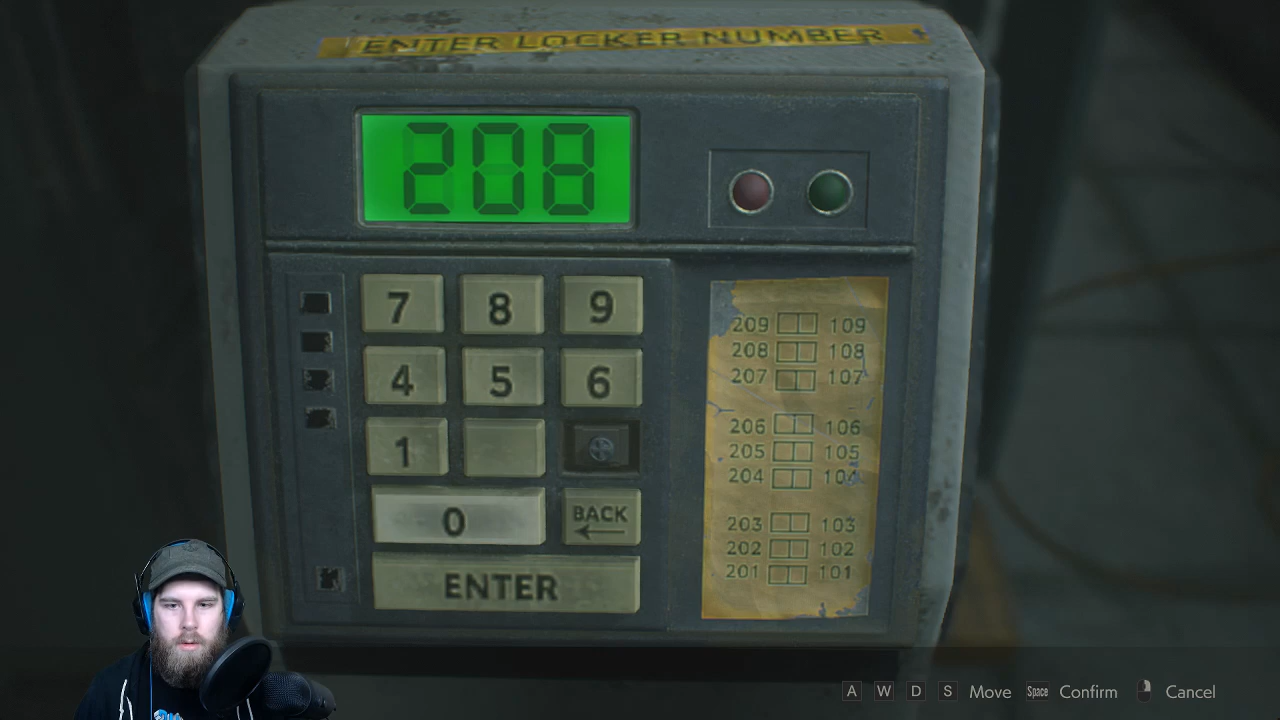 ENTER LOCKER NUMBER
208
7 8 9
4 5 6
1
0 BACK
ENTER
209 109
208 108
207 107
206 106
205 105
204 104
203 103
202 102
201 101
A W D S Move Space Confirm Cancel